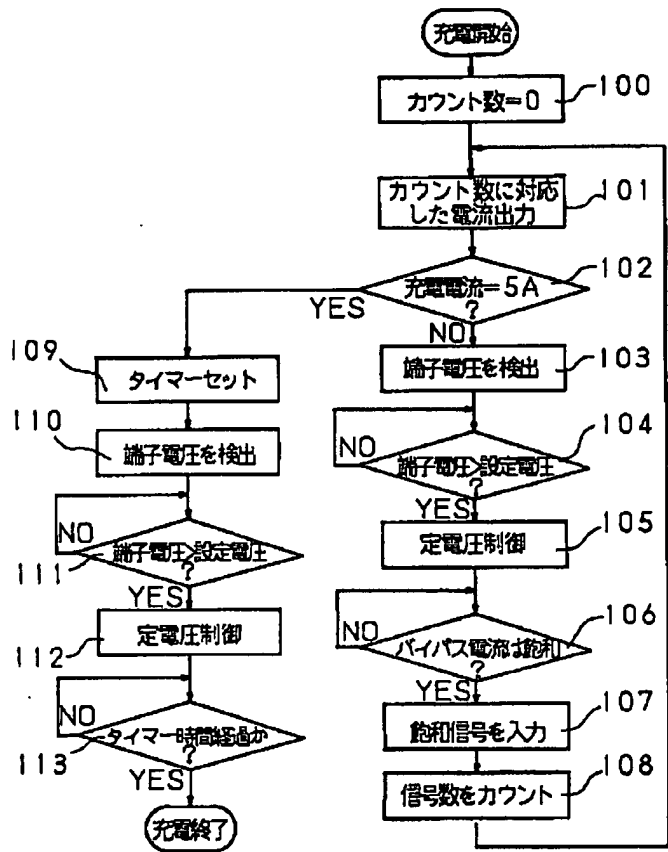 充電開始
カウント数=0
100
カウント数に対応
した電流出力
101
充電電流=5A
?
102
YES
NO
端子電圧を検出
103
NO
端子電圧>設定電圧
?
104
YES
定電圧制御
105
NO
バイパス電流は飽和
?
106
YES
飽和信号を入力
107
信号数をカウント
108
109
タイマーセット
110
端子電圧を検出
NO
端子電圧>設定電圧
?
111
YES
定電圧制御
112
NO
タイマー時間経過か
?
113
YES
充電終了